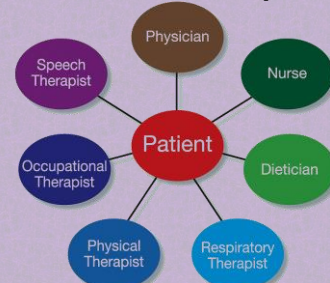 Physician
Speech
Therapist
Nurse
Patient
Occupational
Therapist
Dietician
Physical
Therapist
Respiratory
Therapist